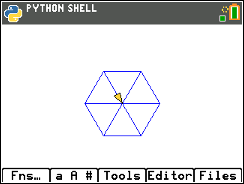 PYTHON SHELL
Fns… a A # Tools Editor Files